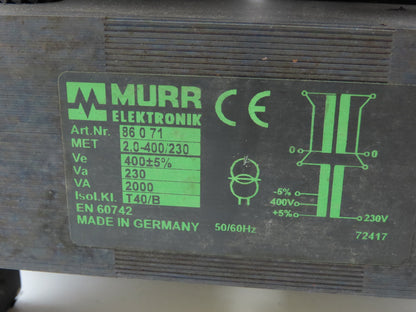 MURR
ELEKTRONIK
CE
Art.Nr. 86 0 71
MET 2.0-400/230
Ve 400±5%
Va 230
VA 2000
Isol.Kl. T40/B
EN 60742
MADE IN GERMANY
50/60Hz
0 0
-5%
400V
+5% 230V
72417